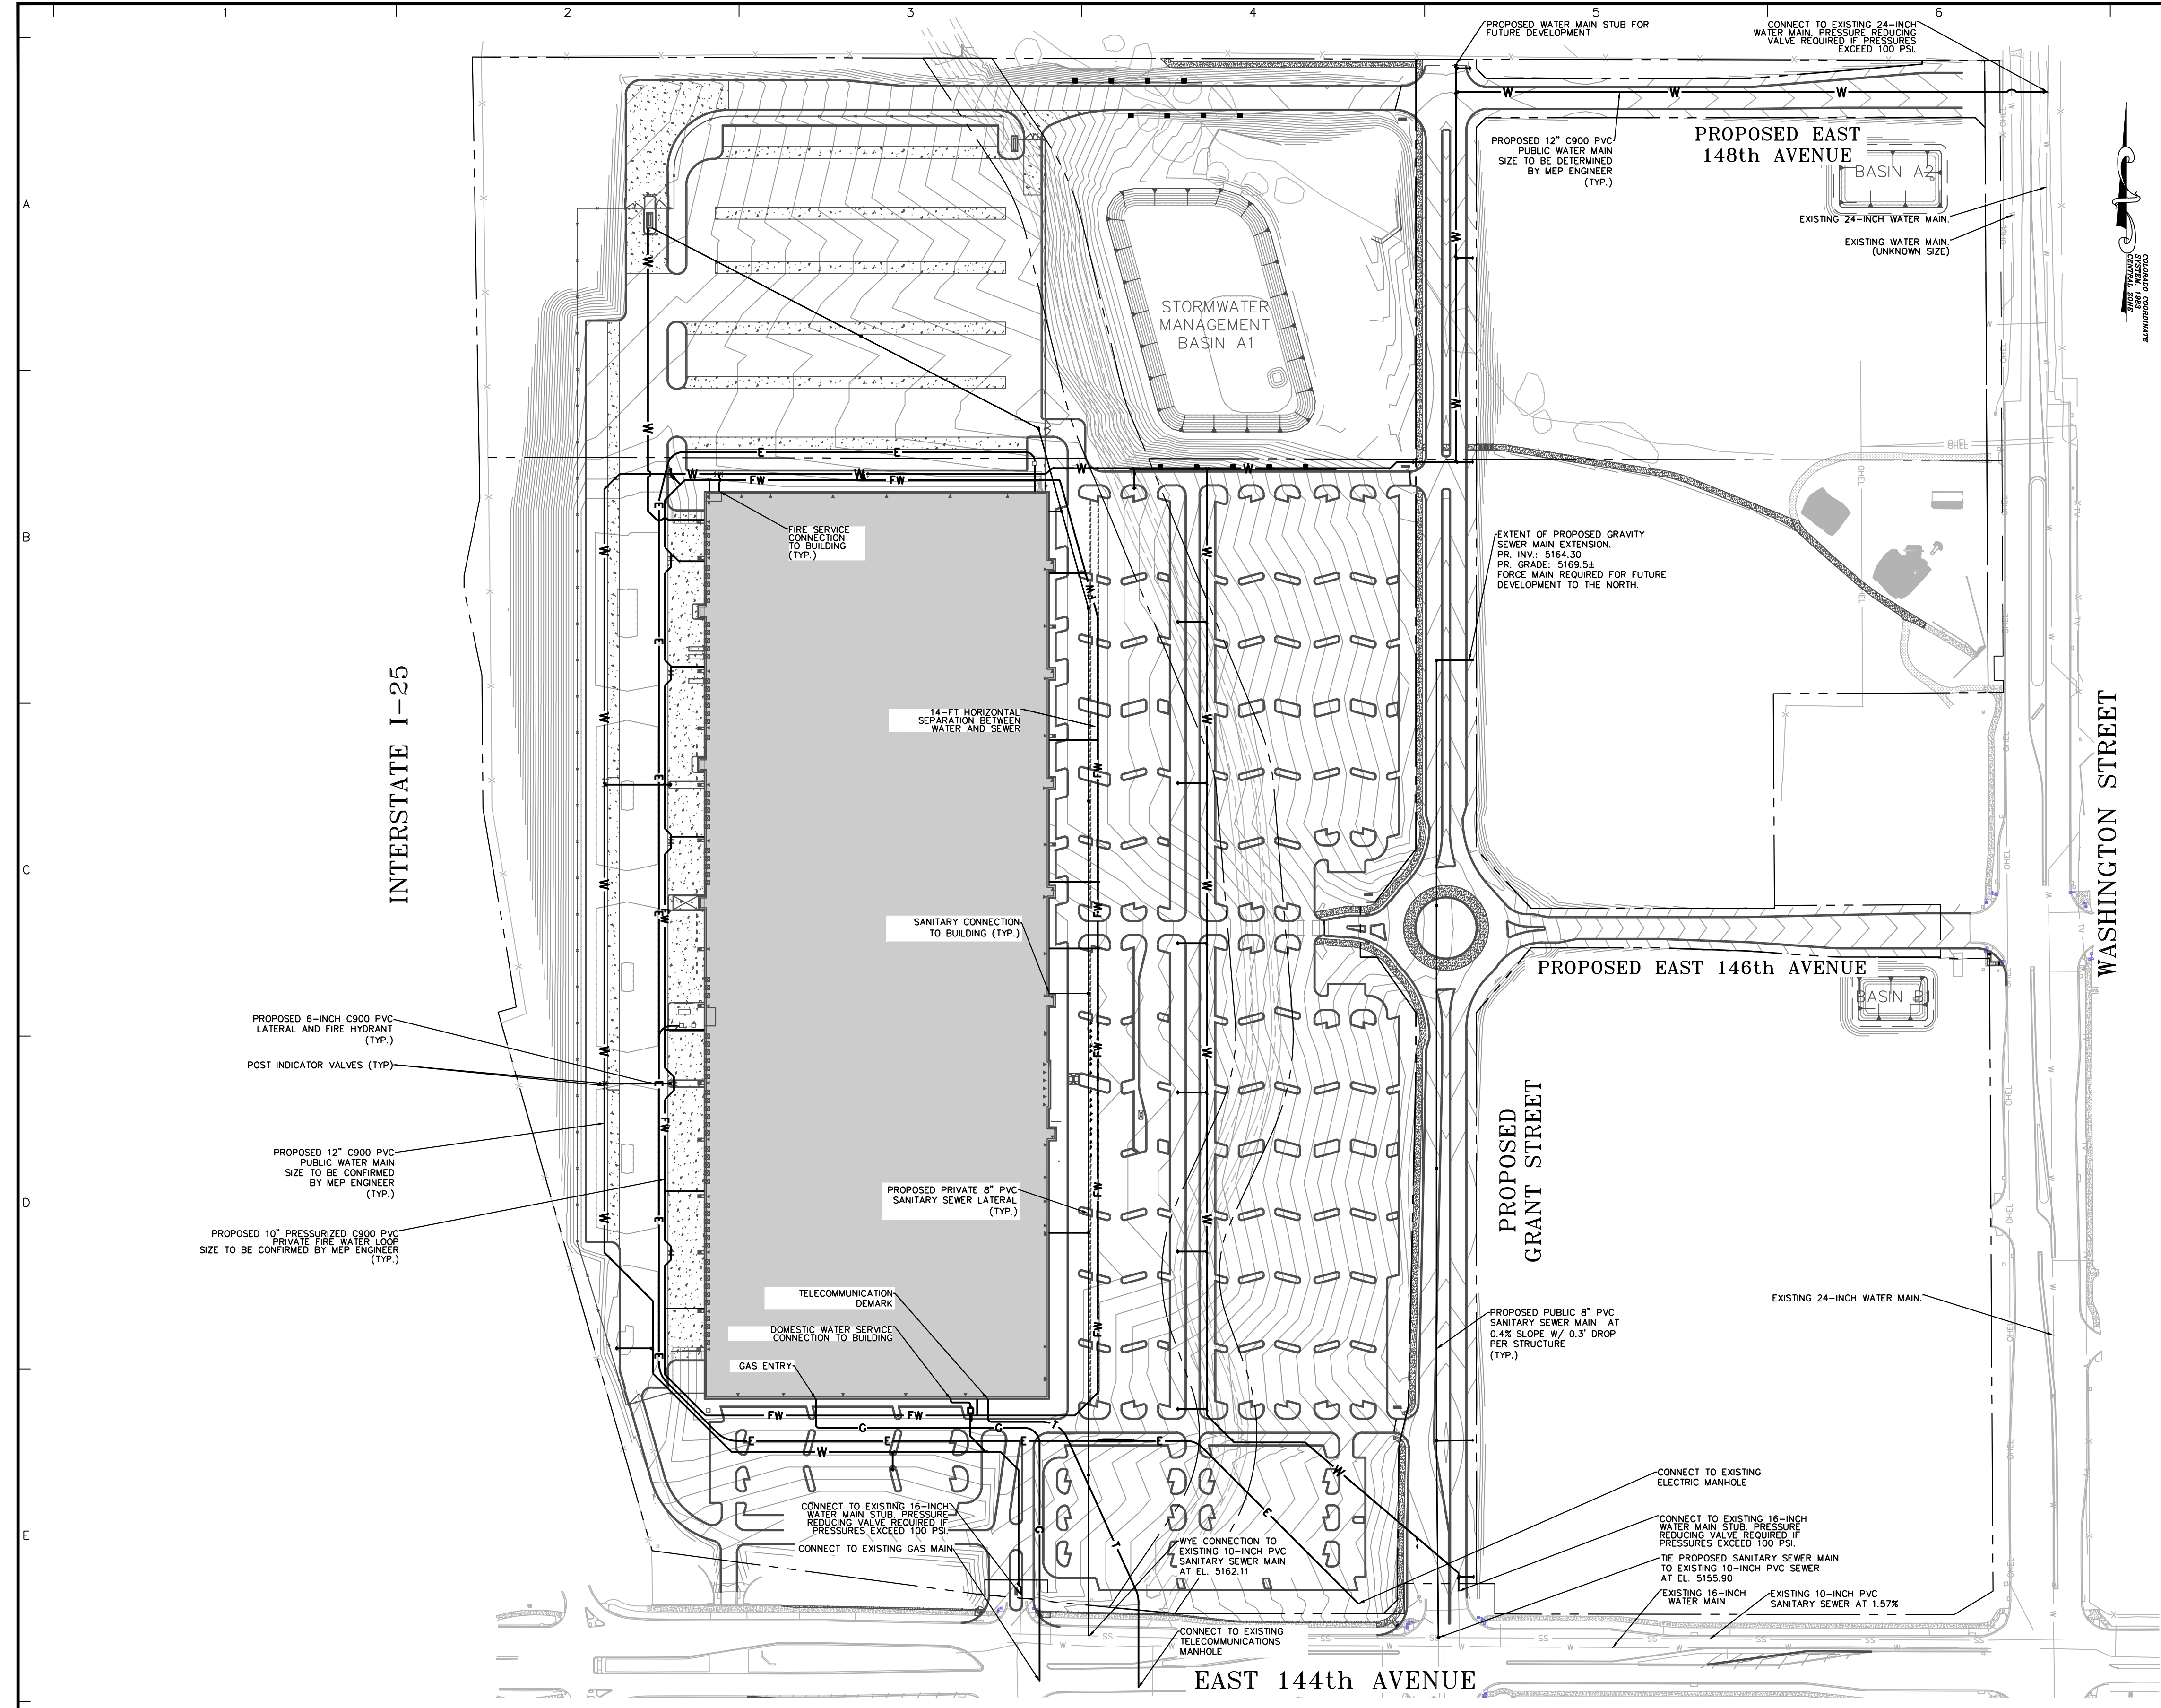 1
2
3
4
5
6
A
B
C
D
E
PROPOSED WATER MAIN STUB FOR
FUTURE DEVELOPMENT
CONNECT TO EXISTING 24-INCH
WATER MAIN. PRESSURE REDUCING
VALVE REQUIRED IF PRESSURES
EXCEED 100 PSI.
PROPOSED 12" C900 PVC
PUBLIC WATER MAIN
SIZE TO BE DETERMINED
BY MEP ENGINEER
(TYP.)
PROPOSED EAST
148th AVENUE
BASIN A2
EXISTING 24-INCH WATER MAIN.
EXISTING WATER MAIN.
(UNKNOWN SIZE)
COLORADO COORDINATE
SYSTEM, 1983
CENTRAL ZONE
STORMWATER
MANAGEMENT
BASIN A1
FIRE SERVICE
CONNECTION
TO BUILDING
(TYP.)
EXTENT OF PROPOSED GRAVITY
SEWER MAIN EXTENSION.
PR. INV.: 5164.30
PR. GRADE: 5169.5±
FORCE MAIN REQUIRED FOR FUTURE
DEVELOPMENT TO THE NORTH.
INTERSTATE I-25
14-FT HORIZONTAL
SEPARATION BETWEEN
WATER AND SEWER
WASHINGTON STREET
SANITARY CONNECTION
TO BUILDING (TYP.)
PROPOSED EAST 146th AVENUE
BASIN B1
PROPOSED 6-INCH C900 PVC
LATERAL AND FIRE HYDRANT
(TYP.)
POST INDICATOR VALVES (TYP)
PROPOSED 12" C900 PVC
PUBLIC WATER MAIN
SIZE TO BE CONFIRMED
BY MEP ENGINEER
(TYP.)
PROPOSED 10" PRESSURIZED C900 PVC
PRIVATE FIRE WATER LOOP
SIZE TO BE CONFIRMED BY MEP ENGINEER
(TYP.)
PROPOSED PRIVATE 8" PVC
SANITARY SEWER LATERAL
(TYP.)
PROPOSED
GRANT STREET
TELECOMMUNICATION
DEMARK
DOMESTIC WATER SERVICE
CONNECTION TO BUILDING
GAS ENTRY
PROPOSED PUBLIC 8" PVC
SANITARY SEWER MAIN AT
0.4% SLOPE W/ 0.3' DROP
PER STRUCTURE
(TYP.)
EXISTING 24-INCH WATER MAIN.
CONNECT TO EXISTING
ELECTRIC MANHOLE
CONNECT TO EXISTING 16-INCH
WATER MAIN STUB. PRESSURE
REDUCING VALVE REQUIRED IF
PRESSURES EXCEED 100 PSI.
CONNECT TO EXISTING GAS MAIN
WYE CONNECTION TO
EXISTING 10-INCH PVC
SANITARY SEWER MAIN
AT EL. 5162.11
CONNECT TO EXISTING 16-INCH
WATER MAIN STUB. PRESSURE
REDUCING VALVE REQUIRED IF
PRESSURES EXCEED 100 PSI.
TIE PROPOSED SANITARY SEWER MAIN
TO EXISTING 10-INCH PVC SEWER
AT EL. 5155.90
EXISTING 16-INCH
WATER MAIN
EXISTING 10-INCH PVC
SANITARY SEWER AT 1.57%
CONNECT TO EXISTING
TELECOMMUNICATIONS
MANHOLE
EAST 144th AVENUE